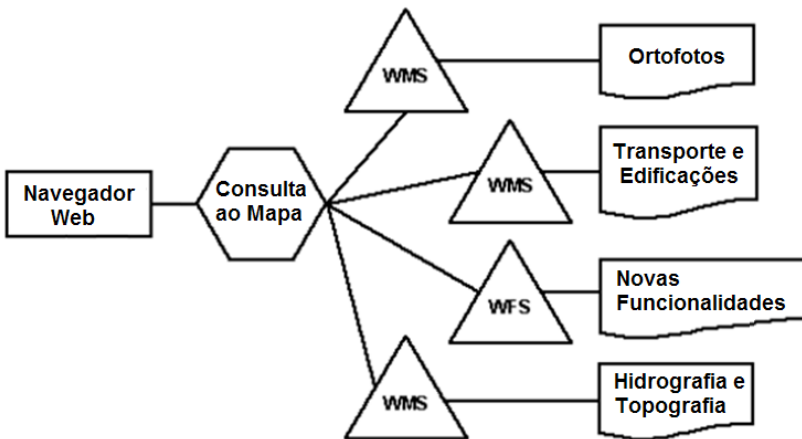 Navegador
Web
Consulta
ao Mapa
WMS
Ortofotos
WMS
Transporte e
Edificações
WFS
Novas
Funcionalidades
WMS
Hidrografia e
Topografia